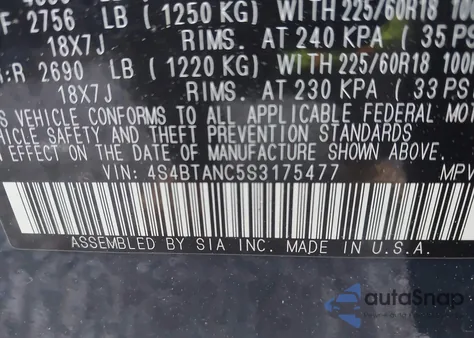 F 2756 LB ( 1250 KG) WITH 225/60R18 100
18X7J RIMS. AT 240 KPA ( 35 PS
:R 2690 LB ( 1220 KG) WITH 225/60R18 100
18X7J RIMS. AT 230 KPA ( 33 PS
S VEHICLE CONFORMS TO ALL APPLICABLE FEDERAL MO
HICLE SAFETY AND THEFT PREVENTION STANDARDS
N EFFECT ON THE DATE OF MANUFACTURE SHOWN ABOVE.
VIN: 4S4BTANC5S3175477 MPV
ASSEMBLED BY SIA INC. MADE IN U.S.A.
autoSnap